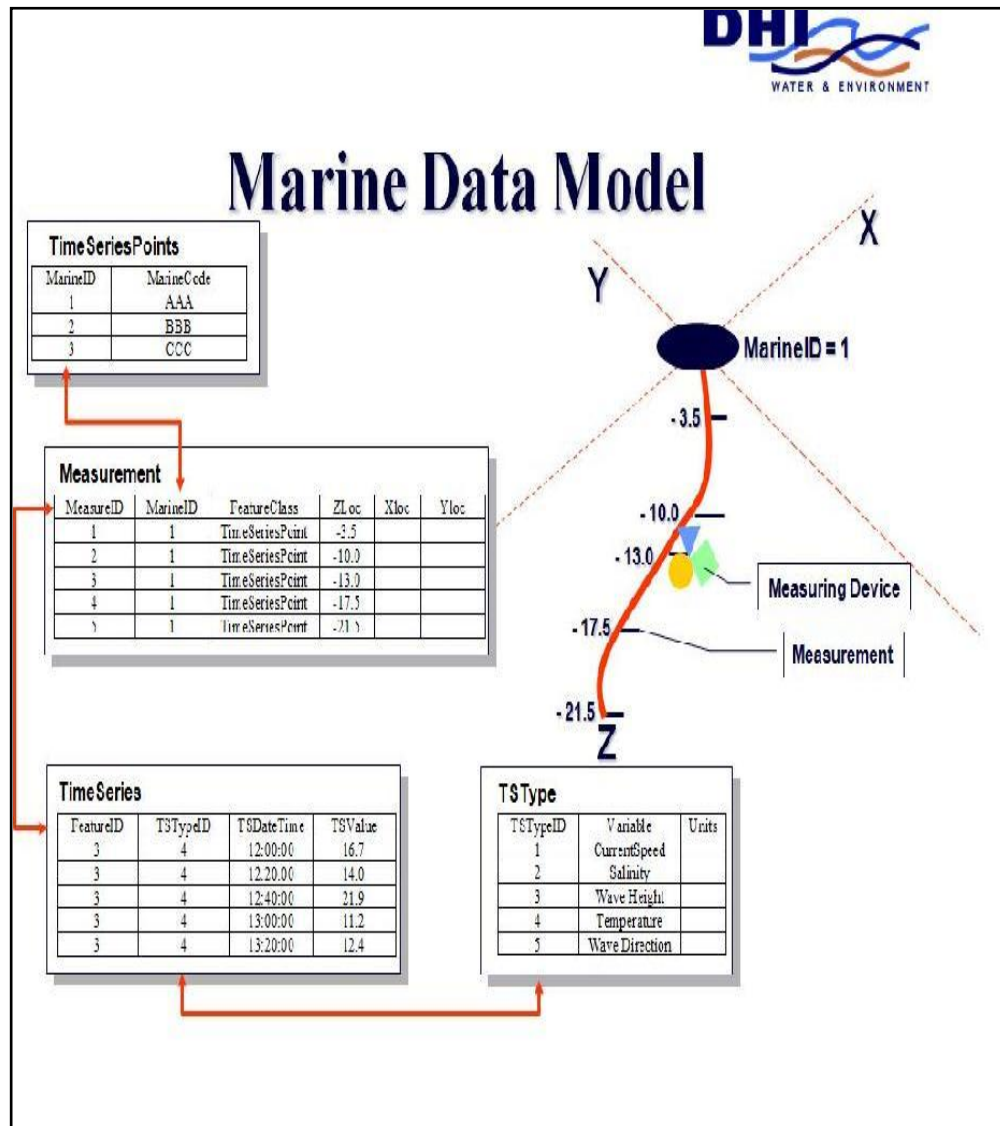 DHI
WATER & ENVIRONMENT
Marine Data Model
TimeSeriesPoints
MarineID MarineCode
1 AAA
2 BBB
3 CCC
Measurement
MeasureID MarineID FeatureClass ZLoc Xloc Yloc
1 1 TimeSeriesPoint -3.5
2 1 TimeSeriesPoint -10.0
3 1 TimeSeriesPoint -13.0
4 1 TimeSeriesPoint -17.5
5 1 TimeSeriesPoint -21.5
X
Y
MarineID = 1
- 3.5
- 10.0
- 13.0
Measuring Device
- 17.5
Measurement
- 21.5
Z
TimeSeries
FeatureID TSTypeID TSDateTime TSValue
3 4 12:00:00 16.7
3 4 12:20:00 14.0
3 4 12:40:00 21.9
3 4 13:00:00 11.2
3 4 13:20:00 12.4
TSType
TSTypeID Variable Units
1 CurrentSpeed
2 Salinity
3 Wave Height
4 Temperature
5 Wave Direction